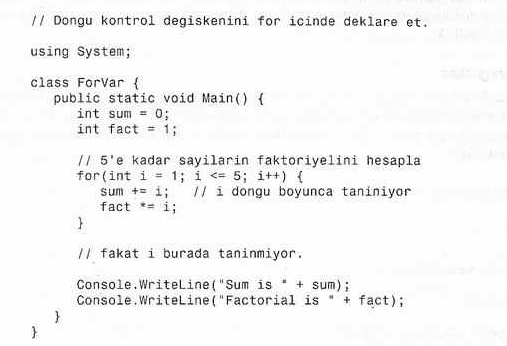 // Dongu kontrol degiskenini for icinde deklare et.
using System;
class ForVar {
public static void Main() {
int sum = 0;
int fact = 1;
// 5'e kadar sayilarin faktoriyelini hesapla
for(int i = 1; i <= 5; i++) {
sum += i; // i dongu boyunca taniniyor
fact *= i;
}
// fakat i burada taninmiyor.
Console.WriteLine("Sum is " + sum);
Console.WriteLine("Factorial is " + fact);
}
}